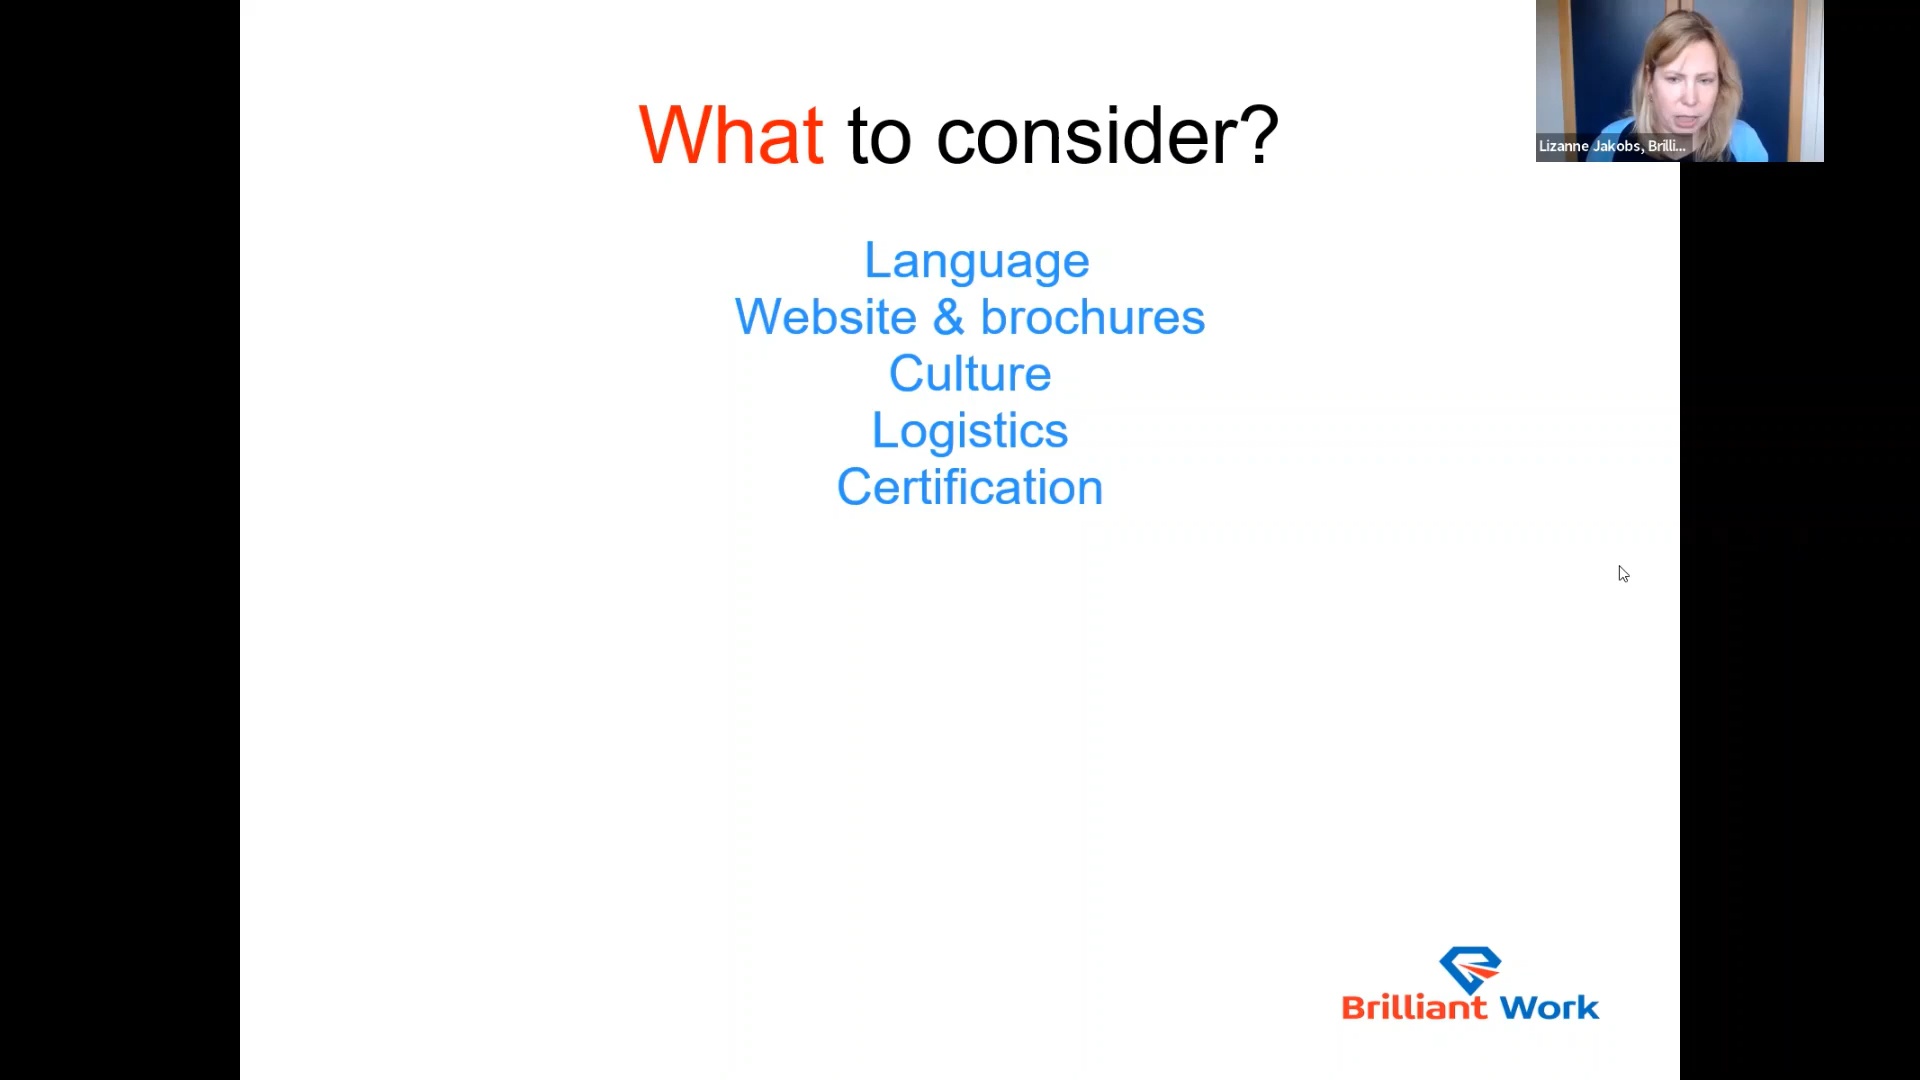 What to consider?
Lizanne Jakobs, Brilli...
Language
Website & brochures
Culture
Logistics
Certification
Brilliant Work